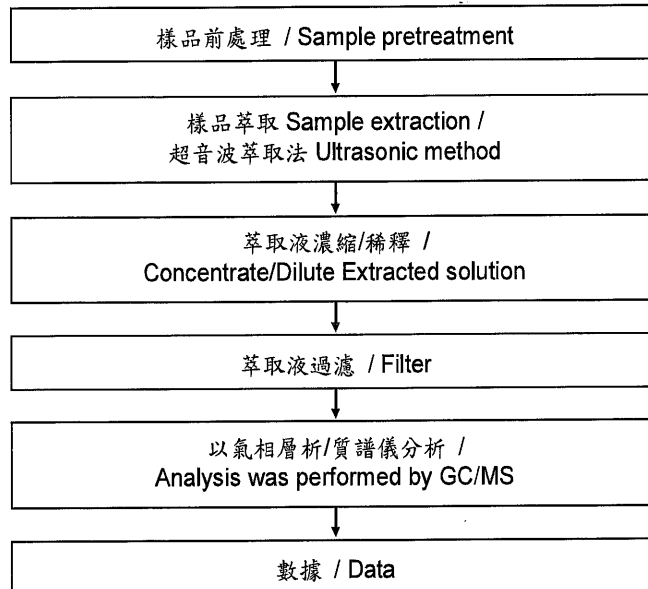 樣品前處理 / Sample pretreatment
樣品萃取 Sample extraction /
超音波萃取法 Ultrasonic method
萃取液濃縮/稀釋 /
Concentrate/Dilute Extracted solution
萃取液過濾 / Filter
以氣相層析/質譜儀分析 /
Analysis was performed by GC/MS
數據 / Data